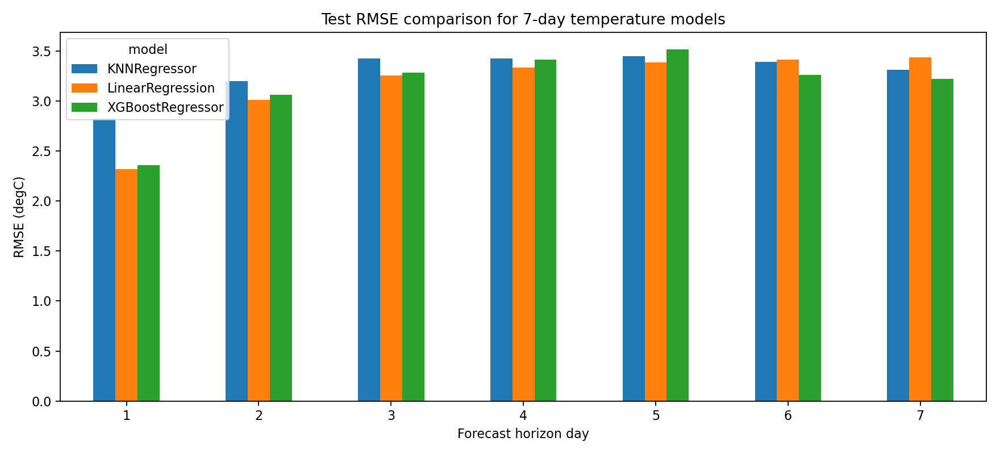 Test RMSE comparison for 7-day temperature models
model
KNNRegressor
LinearRegression
XGBoostRegressor
RMSE (degC)
3.5
3.0
2.5
2.0
1.5
1.0
0.5
0.0
1 2 3 4 5 6 7
Forecast horizon day